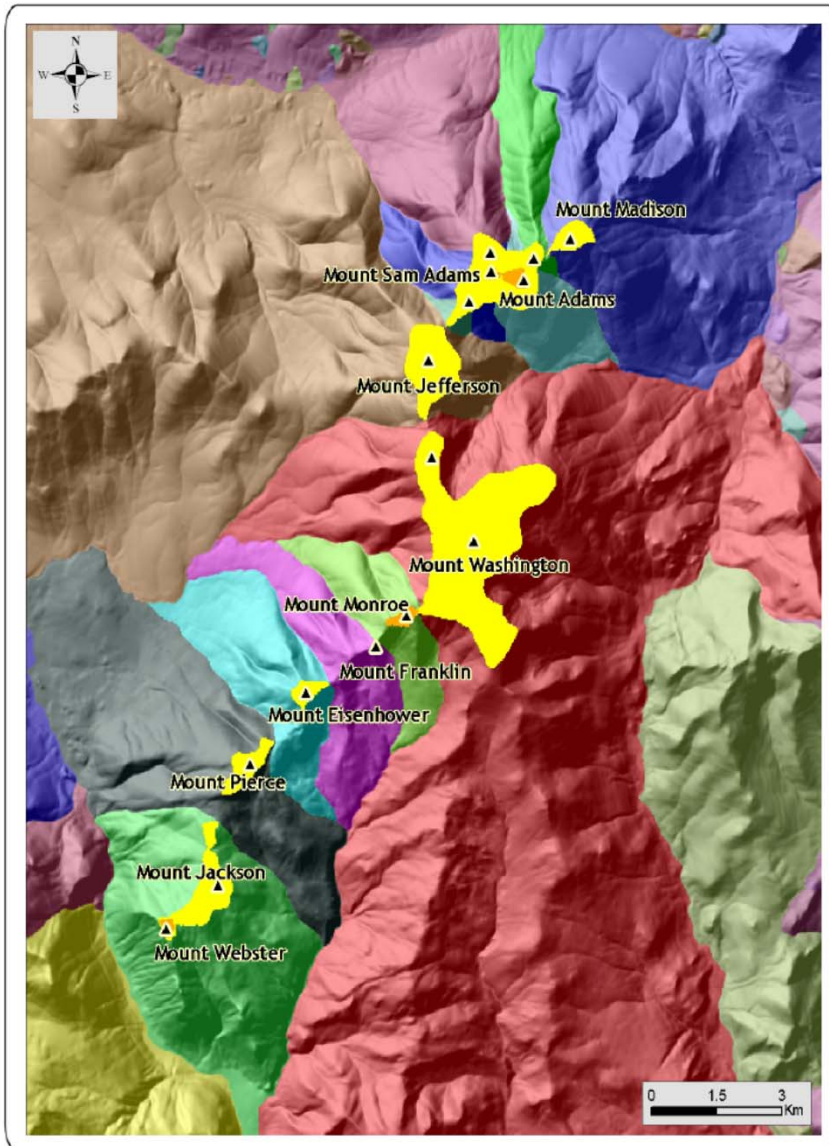 N
W E
S
Mount Madison
Mount Sam Adams
Mount Adams
Mount Jefferson
Mount Washington
Mount Monroe
Mount Franklin
Mount Eisenhower
Mount Pierce
Mount Jackson
Mount Webster
0 1.5 3
Km